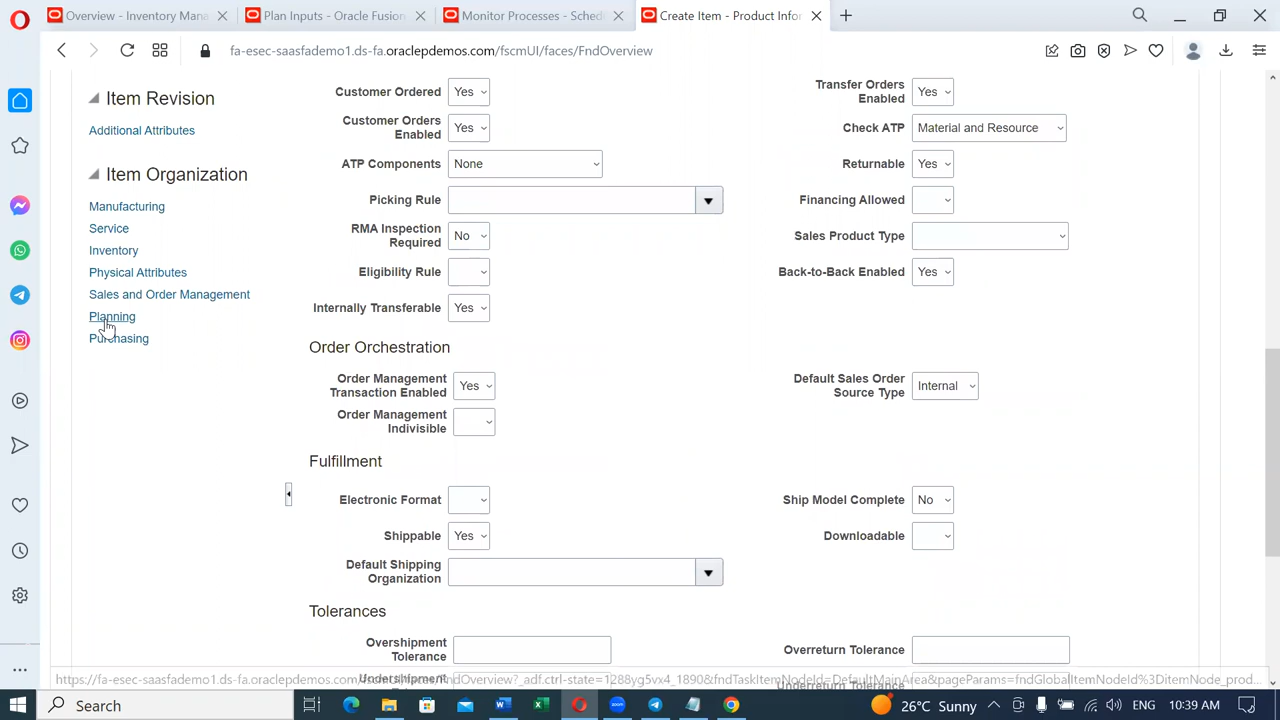 Overview - Inventory Mana
Plan Inputs - Oracle Fusion
Monitor Processes - Sched
Create Item - Product Infor
fa-esec-saasfademo1.ds-fa.oraclepdemos.com/fscmUI/faces/FndOverview
Item Revision
Additional Attributes
Item Organization
Manufacturing
Service
Inventory
Physical Attributes
Sales and Order Management
Planning
Purchasing
Customer Ordered Yes
Transfer Orders Enabled Yes
Customer Orders Enabled Yes
Check ATP Material and Resource
ATP Components None
Returnable Yes
Picking Rule
Financing Allowed
RMA Inspection Required No
Sales Product Type
Eligibility Rule
Back-to-Back Enabled Yes
Internally Transferable Yes
Order Orchestration
Order Management Transaction Enabled Yes
Default Sales Order Source Type Internal
Order Management Indivisible
Fulfillment
Electronic Format
Ship Model Complete No
Shippable Yes
Downloadable
Default Shipping Organization
Tolerances
Overshipment Tolerance
Overreturn Tolerance
Search
26°C Sunny
ENG
10:39 AM